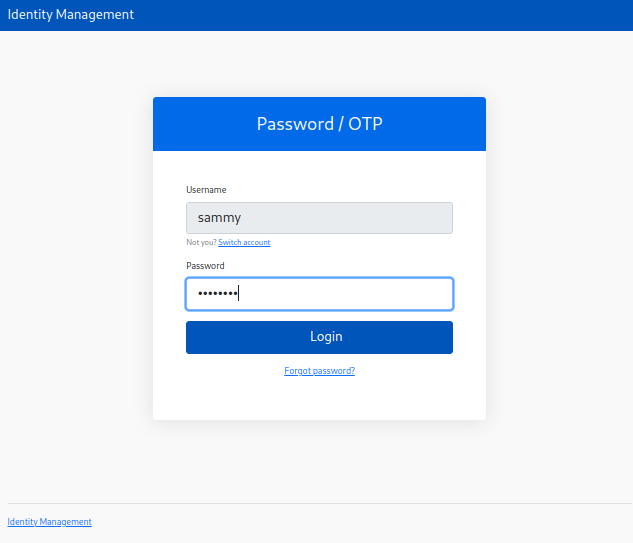 Identity Management
Password / OTP
Username
sammy
Not you? Switch account
Password
••••••••
Login
Forgot password?
Identity Management